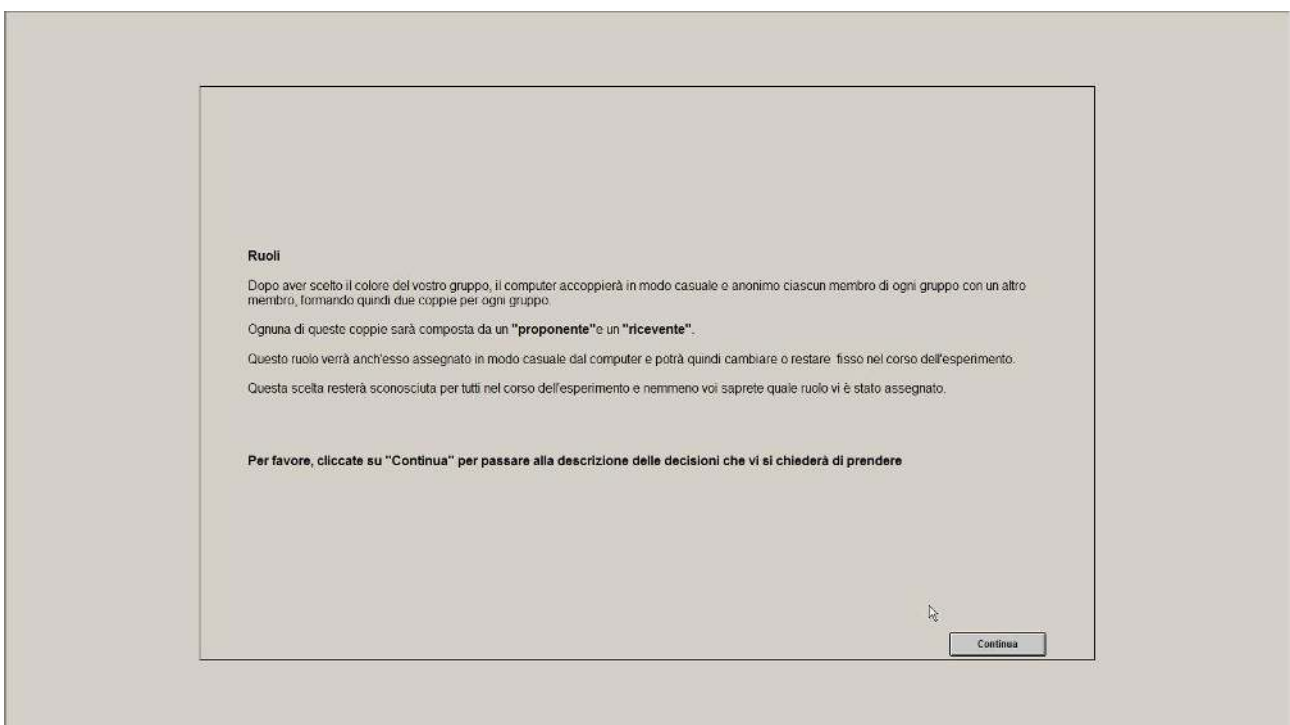 Ruoli
Dopo aver scelto il colore del vostro gruppo, il computer accoppierà in modo casuale e anonimo ciascun membro di ogni gruppo con un altro
membro, formando quindi due coppie per ogni gruppo.
Ognuna di queste coppie sarà composta da un "proponente"e un "ricevente".
Questo ruolo verrà anch'esso assegnato in modo casuale dal computer e potrà quindi cambiare o restare fisso nel corso dell'esperimento.
Questa scelta resterà sconosciuta per tutti nel corso dell'esperimento e nemmeno voi saprete quale ruolo vi è stato assegnato.
Per favore, cliccate su "Continua" per passare alla descrizione delle decisioni che vi si chiederà di prendere
Continua